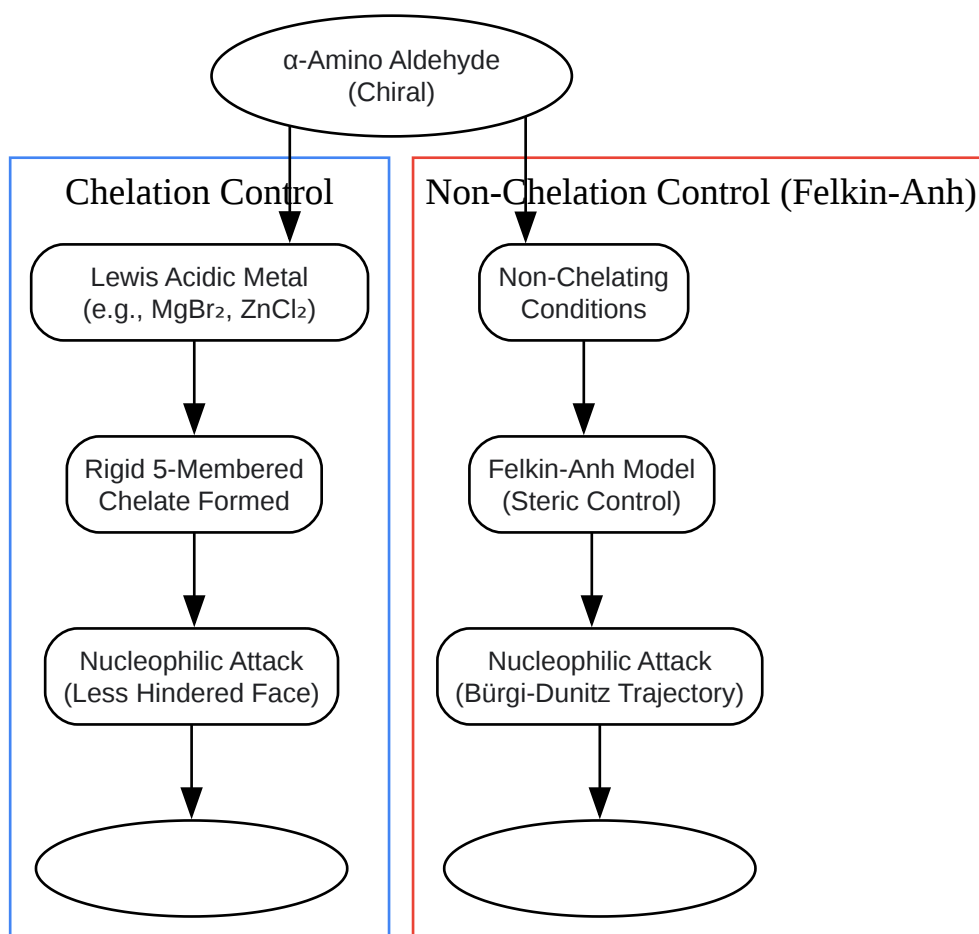 α-Amino Aldehyde
(Chiral)
Chelation Control
Lewis Acidic Metal
(e.g., MgBr₂, ZnCl₂)
Rigid 5-Membered
Chelate Formed
Nucleophilic Attack
(Less Hindered Face)
Non-Chelation Control (Felkin-Anh)
Non-Chelating
Conditions
Felkin-Anh Model
(Steric Control)
Nucleophilic Attack
(Bürgi-Dunitz Trajectory)